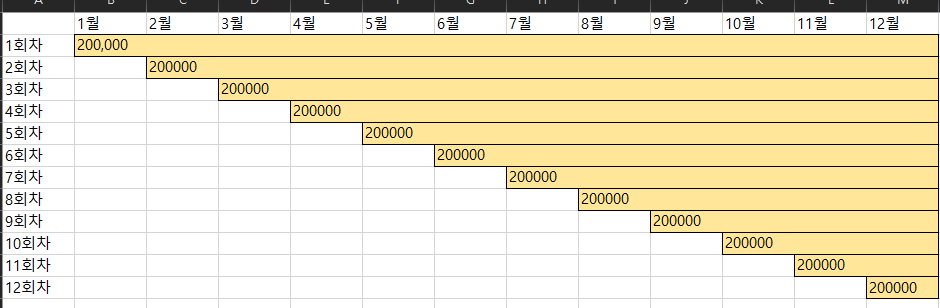 1월 2월 3월 4월 5월 6월 7월 8월 9월 10월 11월 12월
1회차 200,000
2회차 200000
3회차 200000
4회차 200000
5회차 200000
6회차 200000
7회차 200000
8회차 200000
9회차 200000
10회차 200000
11회차 200000
12회차 200000